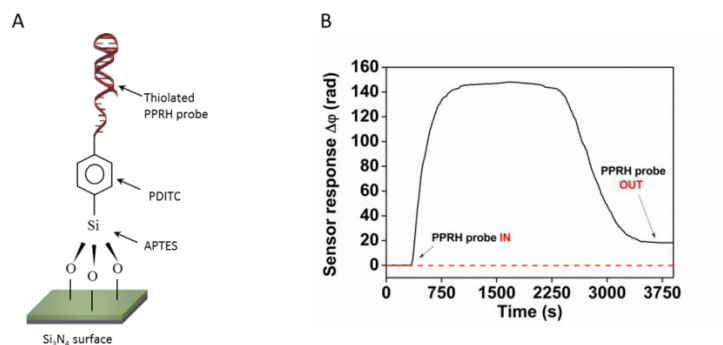 A
Thiolated
PPRH probe
PDITC
Si
APTES
O
O
O
Si₃N₄ surface
B
Sensor response Δφ (rad)
160
140
120
100
80
60
40
20
0
PPRH probe IN
PPRH probe
OUT
0
750
1500
2250
3000
3750
Time (s)